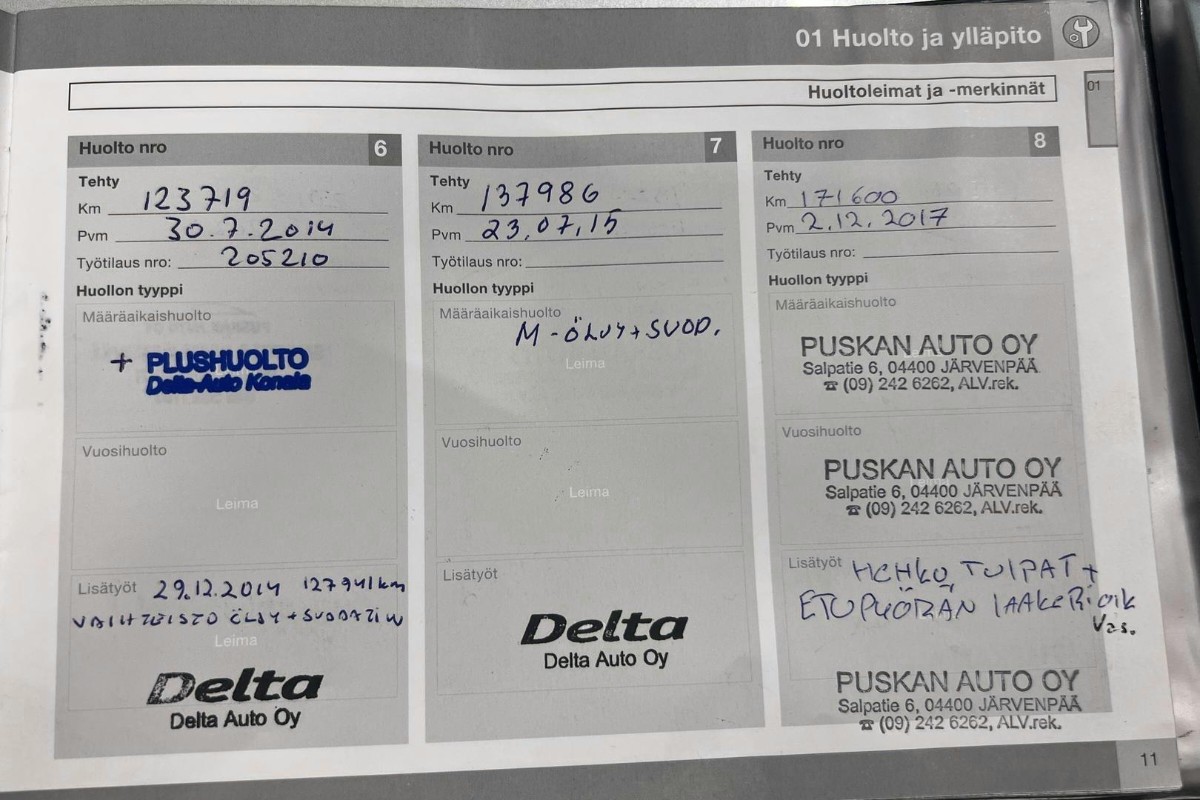 01 Huolto ja ylläpito
Huoltoleimat ja -merkinnät
01
Huolto nro 6
Tehty
Km 123719
Pvm 30.7.2014
Työtilaus nro: 205210
Huollon tyyppi
Määräaikaishuolto
+ PLUSHUOLTO
Delta-Auto Konala
Vuosihuolto
Leima
Lisätyöt 29.12.2014 127941km
VAIHTEISTO ÖLJY + SUODATIN
Leima
Delta
Delta Auto Oy
Huolto nro 7
Tehty
Km 137986
Pvm 23,07,15
Työtilaus nro:
Huollon tyyppi
Määräaikaishuolto
M-ÖLJY+SUOD.
Leima
Vuosihuolto
Leima
Lisätyöt
Delta
Delta Auto Oy
Huolto nro 8
Tehty
Km 171600
Pvm 2.12.2017
Työtilaus nro:
Huollon tyyppi
Määräaikaishuolto
PUSKAN AUTO OY
Salpatie 6, 04400 JÄRVENPÄÄ
☎ (09) 242 6262, ALV.rek.
Vuosihuolto
PUSKAN AUTO OY
Salpatie 6, 04400 JÄRVENPÄÄ
☎ (09) 242 6262, ALV.rek.
Lisätyöt HEHKO TULPAT +
ETUPYÖRÄN LAAKERI oik
Vas.
PUSKAN AUTO OY
Salpatie 6, 04400 JÄRVENPÄÄ
☎ (09) 242 6262, ALV.rek.
11